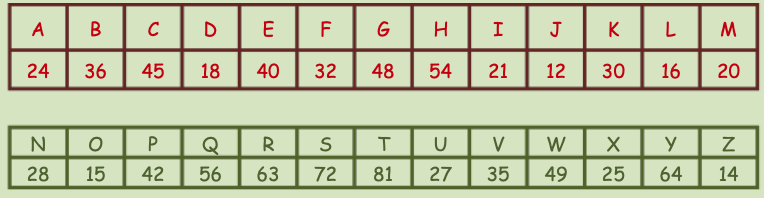 A B C D E F G H I J K L M
24 36 45 18 40 32 48 54 21 12 30 16 20
N O P Q R S T U V W X Y Z
28 15 42 56 63 72 81 27 35 49 25 64 14